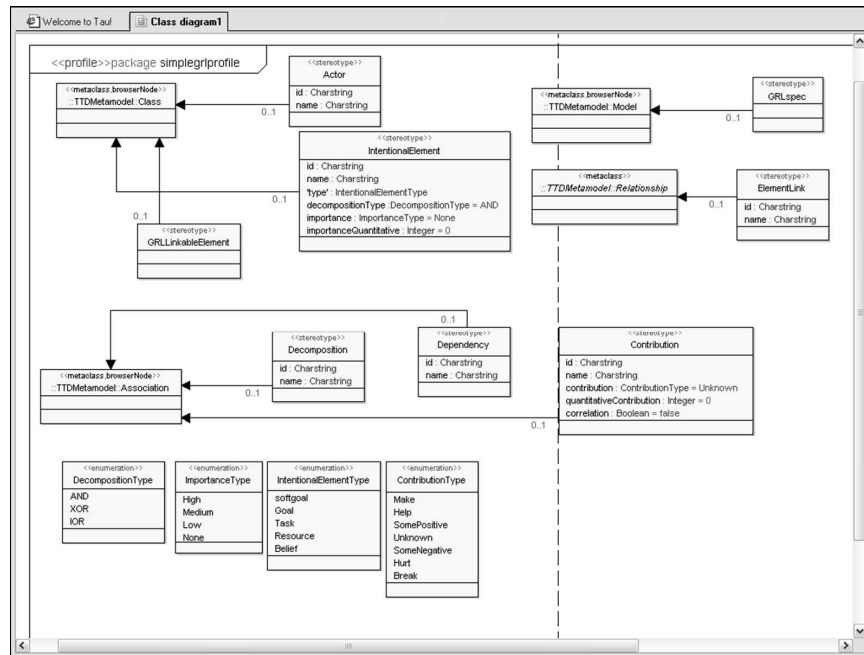 Welcome to Tau!
Class diagram1
<<profile>>package simplegrlprofile
<<metaclass,browserNode>>
::TTDMetamodel::Class
<<stereotype>>
Actor
id : Charstring
name : Charstring
0..1
<<metaclass,browserNode>>
::TTDMetamodel::Model
<<stereotype>>
GRLspec
0..1
<<stereotype>>
IntentionalElement
id : Charstring
name : Charstring
'type' : IntentionalElementType
decompositionType :DecompositionType = AND
importance : ImportanceType = None
importanceQuantitative : Integer = 0
0..1
<<metaclass>>
::TTDMetamodel::Relationship
<<stereotype>>
ElementLink
id : Charstring
name : Charstring
0..1
0..1
<<stereotype>>
GRLLinkableElement
0..1
<<stereotype>>
Decomposition
id : Charstring
name : Charstring
<<stereotype>>
Dependency
id : Charstring
name : Charstring
<<stereotype>>
Contribution
id : Charstring
name : Charstring
contribution : ContributionType = Unknown
quantitativeContribution : Integer = 0
correlation : Boolean = false
<<metaclass,browserNode>>
::TTDMetamodel::Association
0..1
0..1
<<enumeration>>
DecompositionType
AND
XOR
IOR
<<enumeration>>
ImportanceType
High
Medium
Low
None
<<enumeration>>
IntentionalElementType
softgoal
Goal
Task
Resource
Belief
<<enumeration>>
ContributionType
Make
Help
SomePositive
Unknown
SomeNegative
Hurt
Break